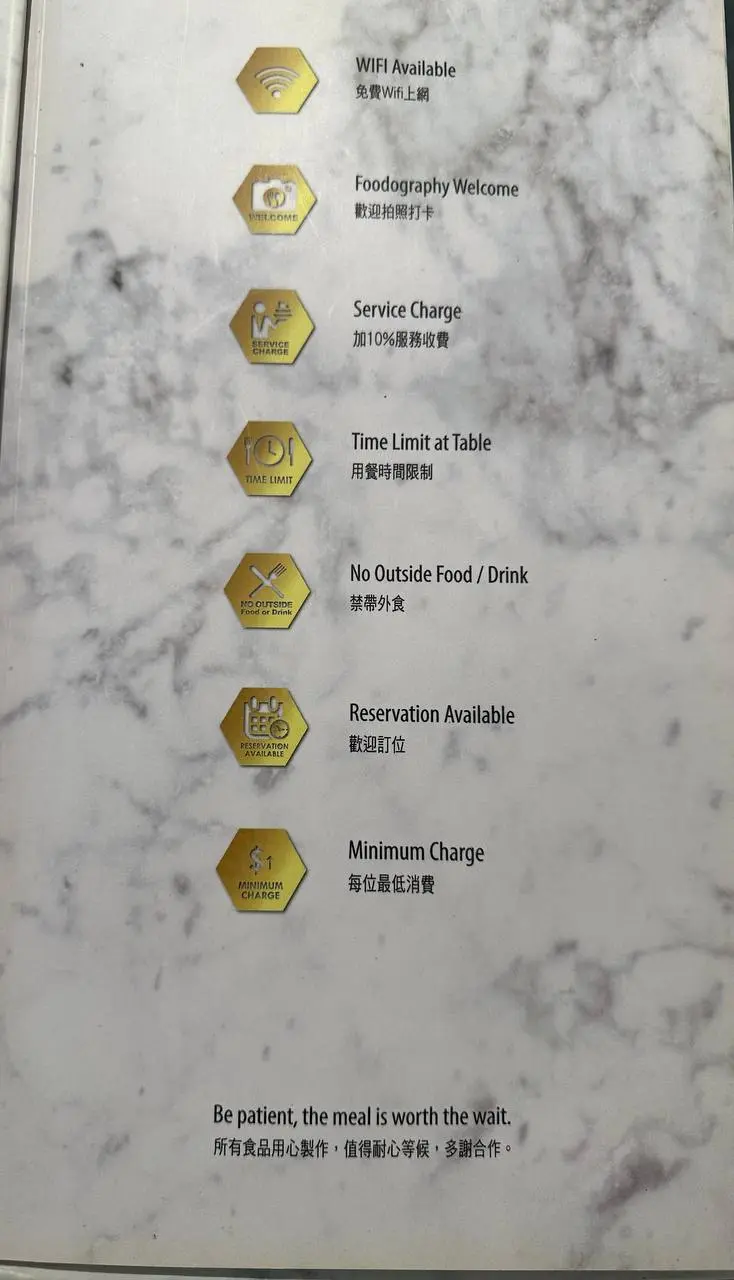 WIFI Available
免費Wifi上網
WELCOME
Foodography Welcome
歡迎拍照打卡
SERVICE
CHARGE
Service Charge
加10%服務收費
TIME LIMIT
Time Limit at Table
用餐時間限制
NO OUTSIDE
Food or Drink
No Outside Food / Drink
禁帶外食
RESERVATION
AVAILABLE
Reservation Available
歡迎訂位
$1
MINIMUM
CHARGE
Minimum Charge
每位最低消費
Be patient, the meal is worth the wait.
所有食品用心製作，值得耐心等候，多謝合作。